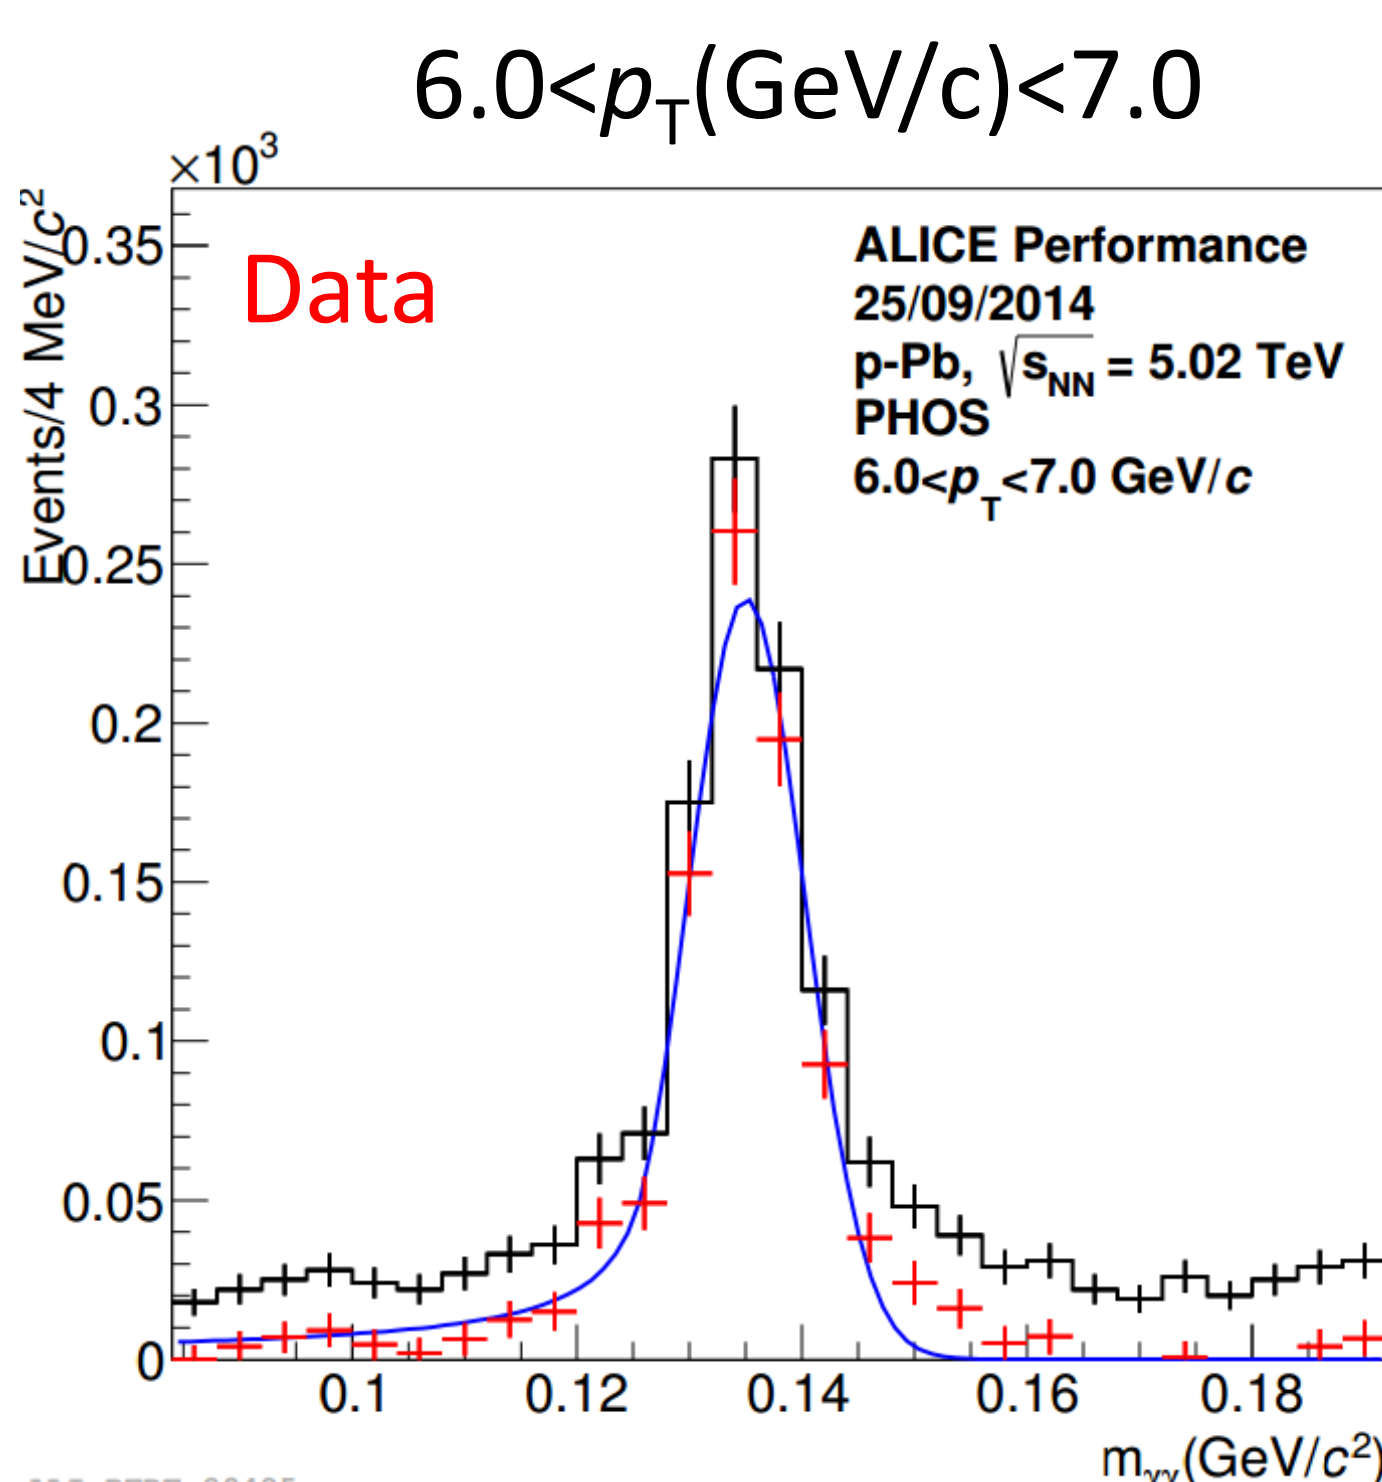 6.0<pT(GeV/c)<7.0
×10³
Events/4 MeV/c²
Data
ALICE Performance
25/09/2014
p-Pb, √sNN = 5.02 TeV
PHOS
6.0<pT<7.0 GeV/c
0.35
0.3
0.25
0.2
0.15
0.1
0.05
0
0.1 0.12 0.14 0.16 0.18
mγγ(GeV/c²)